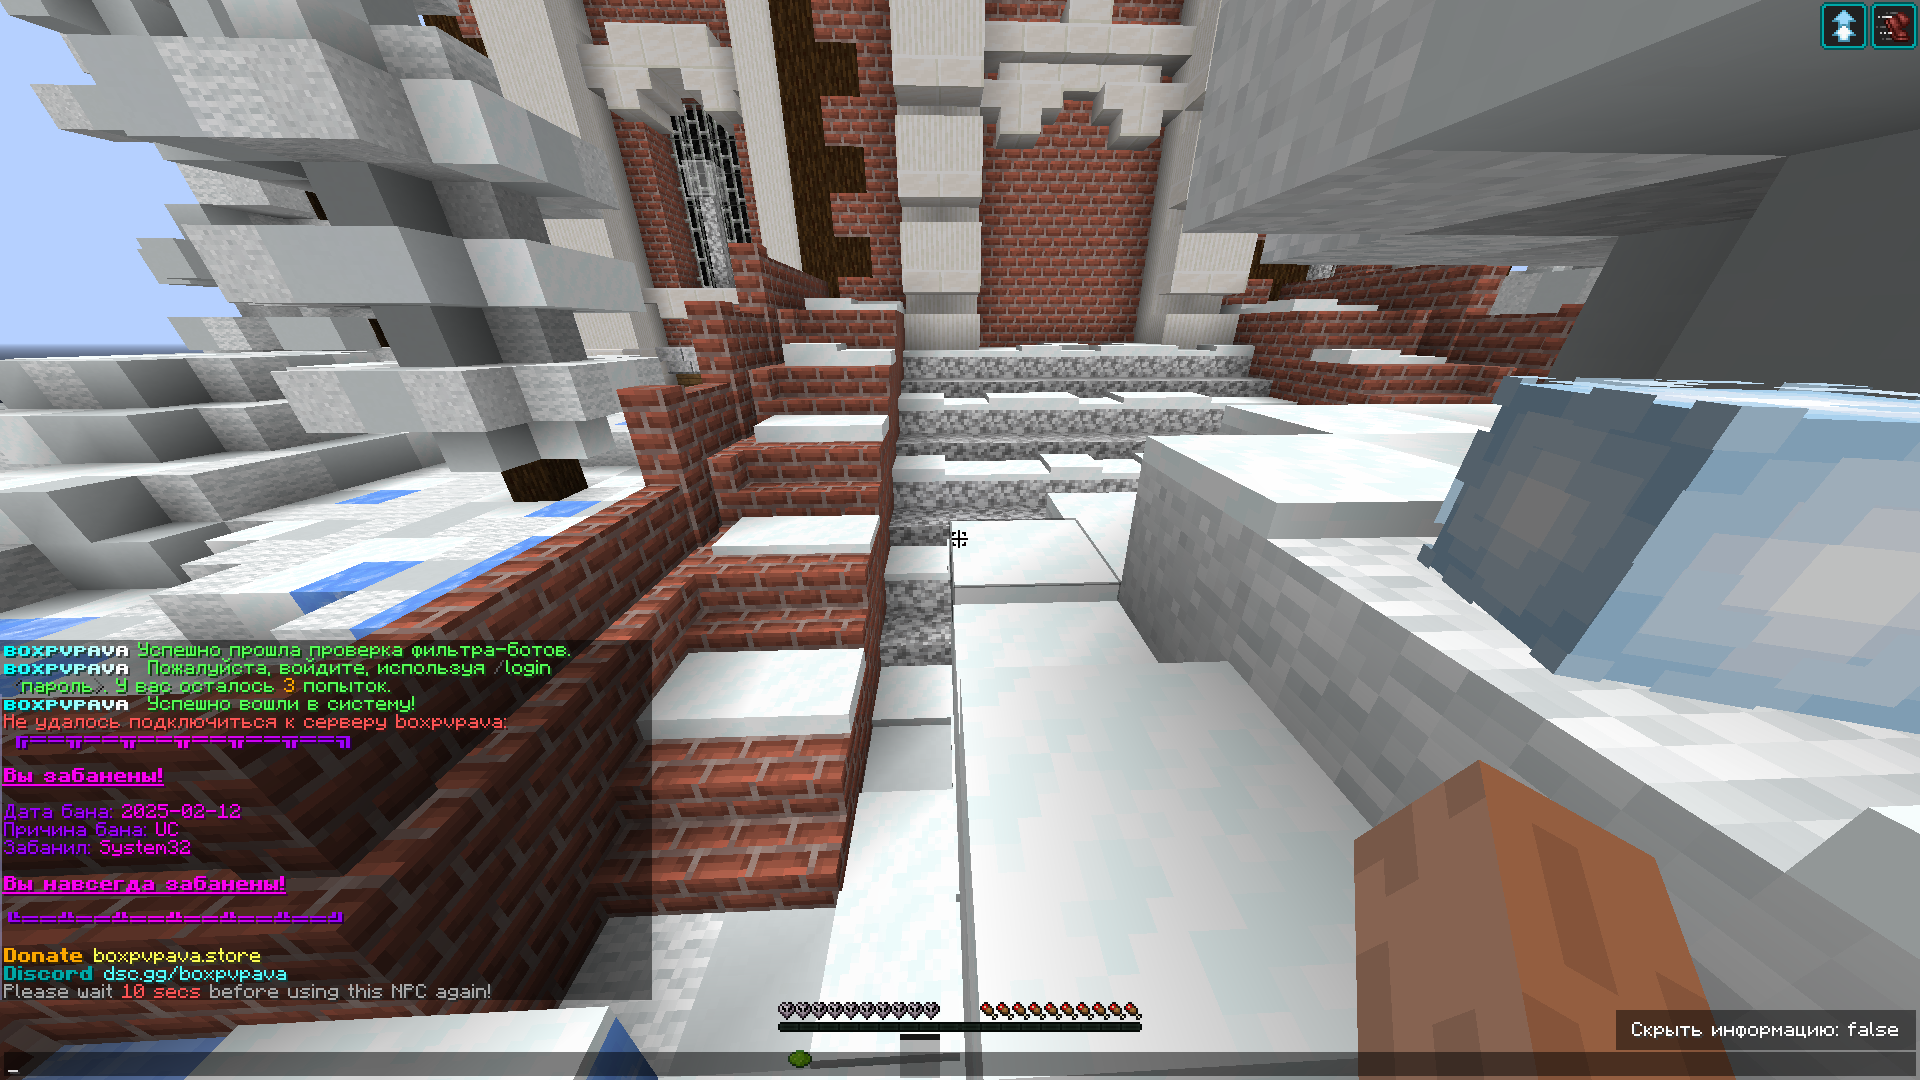 BOXPVPAVA Успешно прошла проверка фильтра-ботов.
BOXPVPAVA Пожалуйста, войдите, используя /login
<пароль>. У вас осталось 3 попыток.
BOXPVPAVA Успешно вошли в систему!
Не удалось подключиться к серверу boxpvpava:
╔══╦══╦══╦══╦══╦══╗
Вы забанены!
Дата бана: 2025-02-12
Причина бана: UC
Забанил: System32
Вы навсегда забанены!
╚══╩══╩══╩══╩══╩══╝
Donate boxpvpava.store
Discord dsc.gg/boxpvpava
Please wait 10 secs before using this NPC again!
Скрыть информацию: false
_